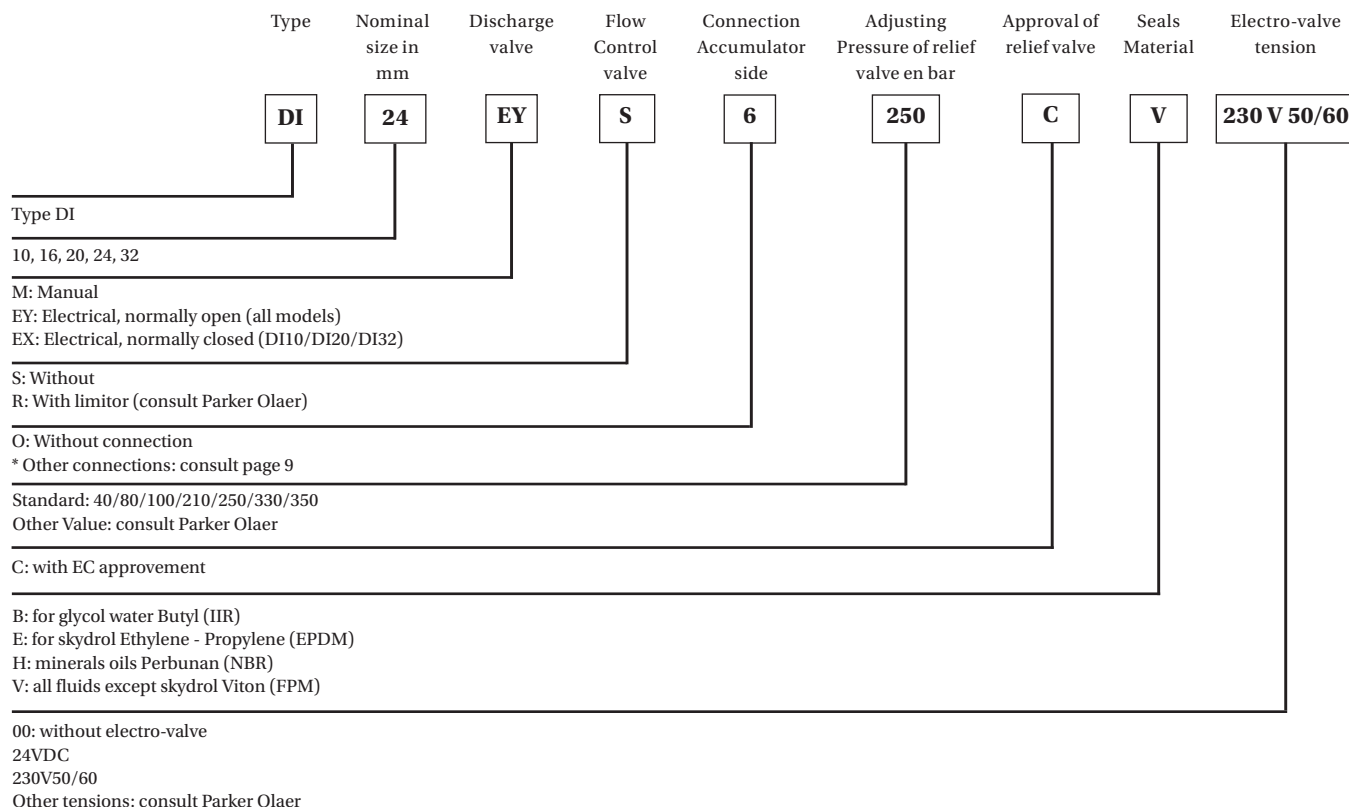 Type Nominal Discharge Flow Connection Adjusting Approval of Seals Electro-valve
size in valve Control Accumulator Pressure of relief relief valve Material tension
mm valve side valve en bar
DI 24 EY S 6 250 C V 230 V 50/60
Type DI
10, 16, 20, 24, 32
M: Manual
EY: Electrical, normally open (all models)
EX: Electrical, normally closed (DI10/DI20/DI32)
S: Without
R: With limitor (consult Parker Olaer)
O: Without connection
* Other connections: consult page 9
Standard: 40/80/100/210/250/330/350
Other Value: consult Parker Olaer
C: with EC approvement
B: for glycol water Butyl (IIR)
E: for skydrol Ethylene - Propylene (EPDM)
H: minerals oils Perbunan (NBR)
V: all fluids except skydrol Viton (FPM)
00: without electro-valve
24VDC
230V50/60
Other tensions: consult Parker Olaer